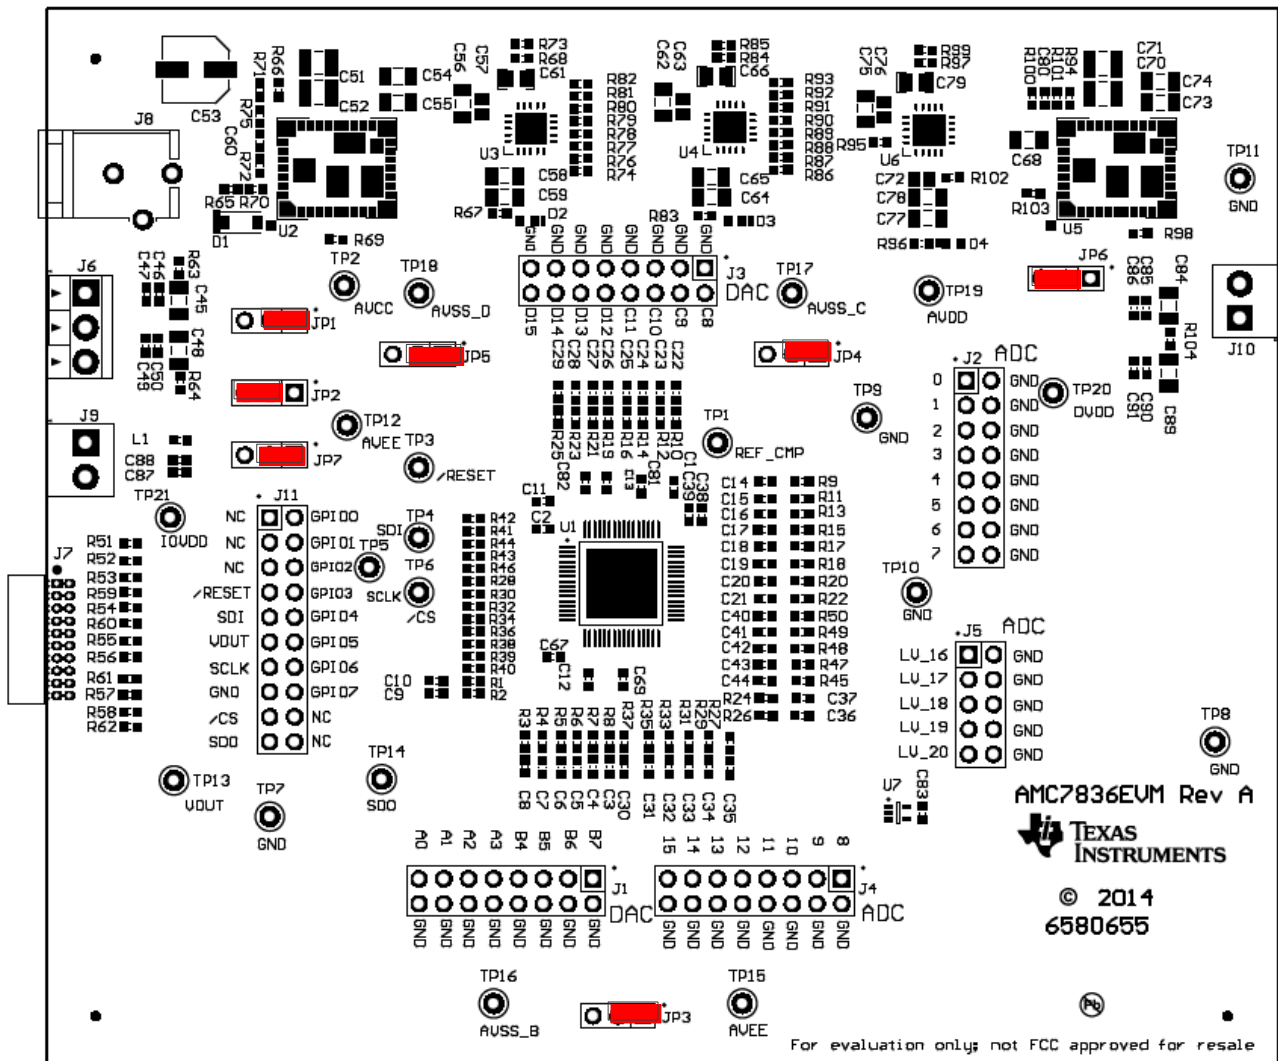 R73
R68
C56
C57
C61
R85
R84
C62
C63
C66
R99
R97
C75
C76
C79
R100
C80
R101
R94
C71
C70
C74
C73
R71
R66
C51
C52
C54
C55
C53
R75
C60
R72
J8
R82
R81
R80
R79
R78
R77
R76
R74
R93
R92
R91
R90
R89
R88
R87
R86
U3
U4
R95
U6
C68
TP11
GND
C58
C59
R67
D2
C65
C64
R83
D3
C72
R102
C78
C77
R96
D4
R103
U5
R98
R65
R70
D1
U2
R69
GND
GND
GND
GND
GND
GND
GND
GND
J3
DAC
D15
D14
D13
D12
C11
C10
C9
C8
J6
C47
C46
R63
C45
C48
C49
C50
R64
TP2
AVCC
TP18
AVSS_D
TP17
AVSS_C
TP19
AVDD
JP6
C86
C85
C84
R104
J10
C91
C90
C89
JP1
JP5
JP4
JP2
JP7
J2
ADC
0 GND
1 GND
2 GND
3 GND
4 GND
5 GND
6 GND
7 GND
TP20
DVDD
TP9
GND
TP12
AVEE
TP3
/RESET
TP1
REF_CMP
C29
C28
C27
C26
C25
C24
C23
C22
R25
R23
R21
R19
R16
R14
R12
R10
C82
C13
C81
C1
C39
C38
J9
L1
C88
C87
TP21
IOVDD
J11
NC GPIO0
NC GPIO1
NC GPIO2
/RESET GPIO3
SDI GPIO4
VOUT GPIO5
SCLK GPIO6
GND GPIO7
/CS NC
SDO NC
TP4
SDI
TP5
SCLK
TP6
/CS
C11
C2
U1
R42
R41
R44
R43
R46
R28
R30
R32
R34
R36
R38
R39
R40
R1
R2
C10
C9
C67
C12
C69
C14 R9
C15 R11
C16 R13
C17 R15
C18 R17
C19 R18
C20 R20
C21 R22
C40 R50
C41 R49
C42 R48
C43 R47
C44 R45
R24 C37
R26 C36
TP10
GND
J7
R51
R52
R53
R59
R54
R60
R55
R56
R61
R57
R58
R62
J5
ADC
LV_16 GND
LV_17 GND
LV_18 GND
LV_19 GND
LV_20 GND
TP8
GND
R3
R4
R5
R6
R7
R8
R37
R35
R33
R31
R29
R27
C8
C7
C6
C5
C4
C3
C30
C31
C32
C33
C34
C35
TP13
VOUT
TP7
GND
TP14
SDO
U7
C83
AMC7836EVM Rev A
TEXAS
INSTRUMENTS
© 2014
6580655
A0
A1
A2
A3
B4
B5
B6
B7
J1
DAC
GND
GND
GND
GND
GND
GND
GND
GND
15
14
13
12
11
10
9
8
J4
ADC
GND
GND
GND
GND
GND
GND
GND
GND
TP16
AVSS_B
JP3
TP15
AVEE
Pb
For evaluation only; not FCC approved for resale